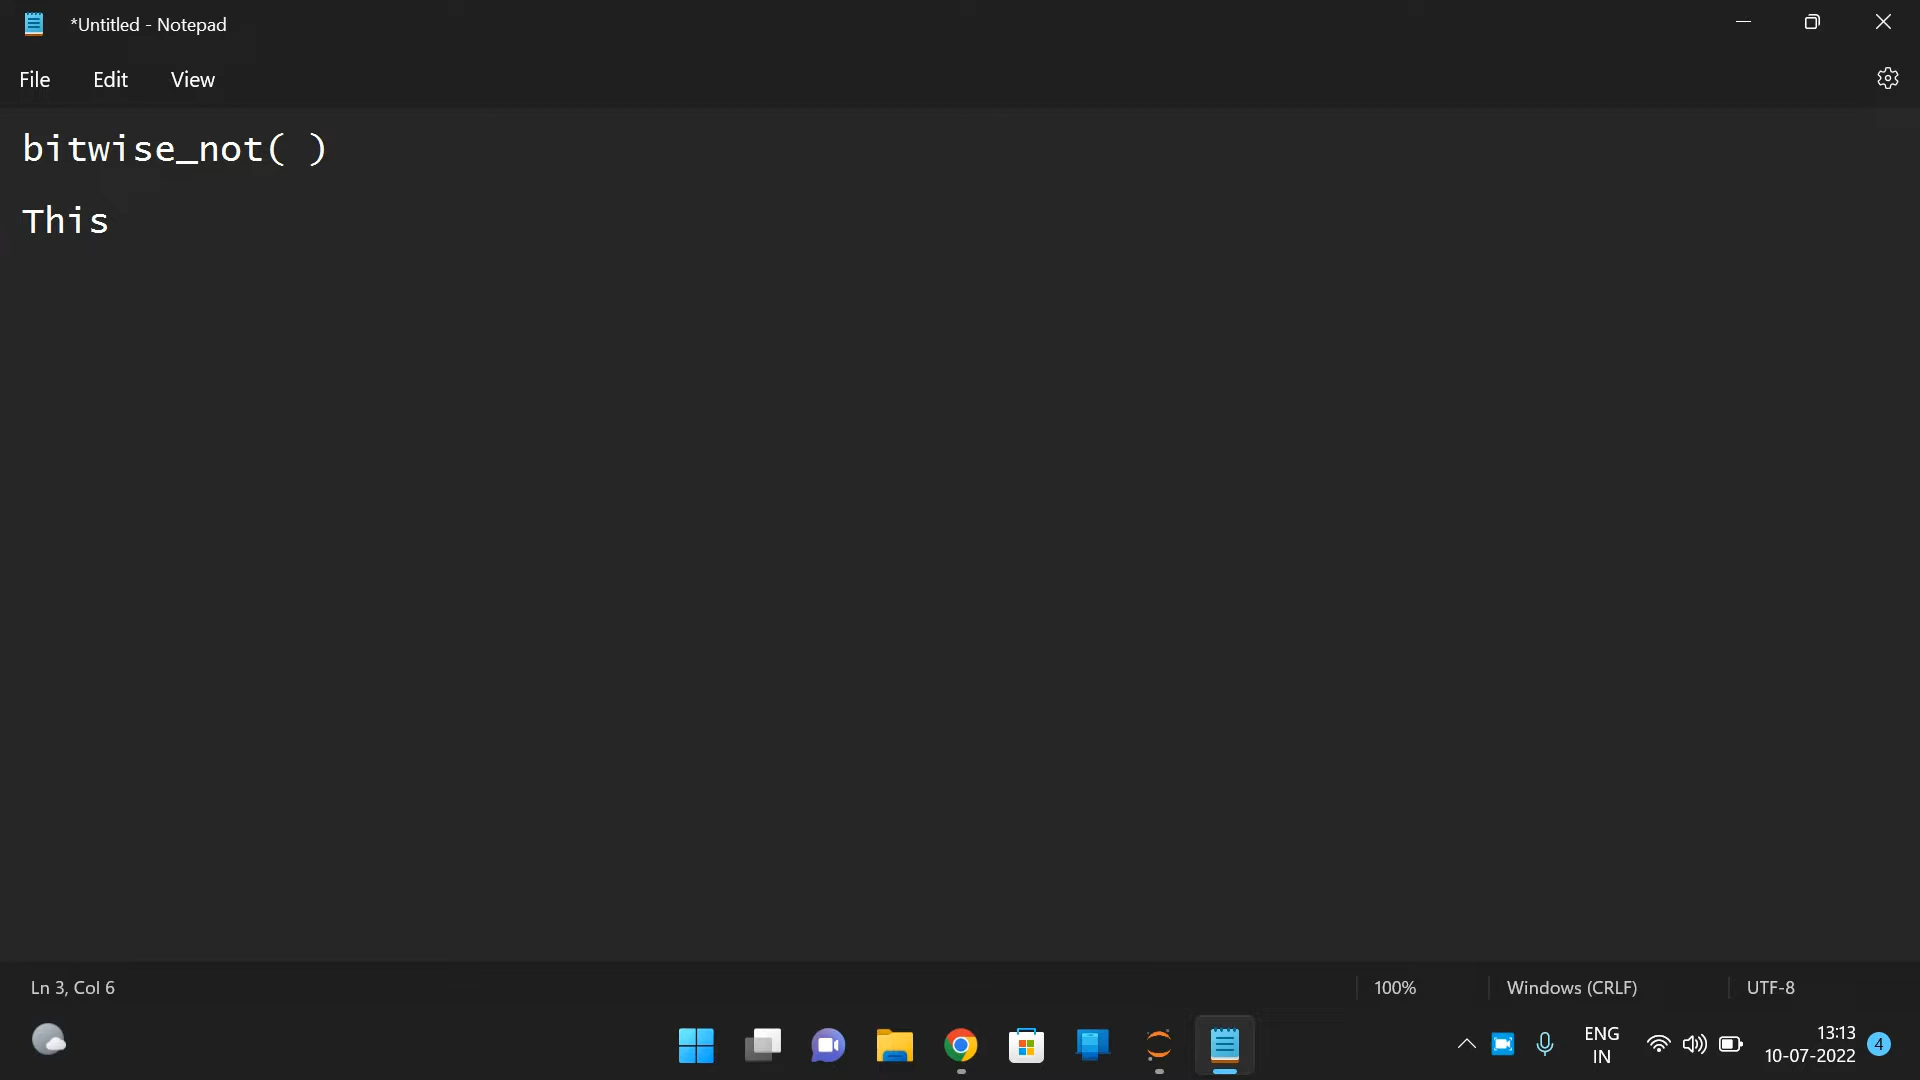 *Untitled - Notepad
File Edit View
bitwise_not( )
This
Ln 3, Col 6 100% Windows (CRLF) UTF-8
ENG 13:13
IN 10-07-2022 4